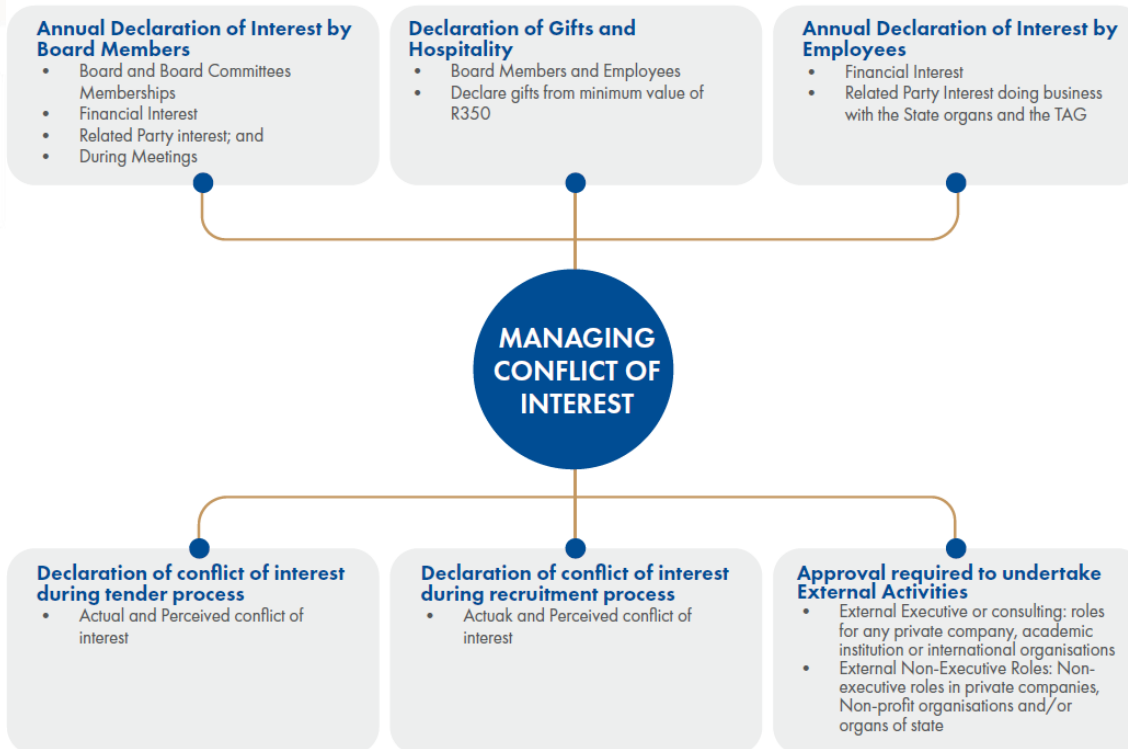 Annual Declaration of Interest by
Board Members
• Board and Board Committees
Memberships
• Financial Interest
• Related Party interest; and
• During Meetings
Declaration of Gifts and
Hospitality
• Board Members and Employees
• Declare gifts from minimum value of
R350
Annual Declaration of Interest by
Employees
• Financial Interest
• Related Party Interest doing business
with the State organs and the TAG
MANAGING
CONFLICT OF
INTEREST
Declaration of conflict of interest
during tender process
• Actual and Perceived conflict of
interest
Declaration of conflict of interest
during recruitment process
• Actuak and Perceived conflict of
interest
Approval required to undertake
External Activities
• External Executive or consulting: roles
for any private company, academic
institution or international organisations
• External Non-Executive Roles: Non-
executive roles in private companies,
Non-profit organisations and/or
organs of state